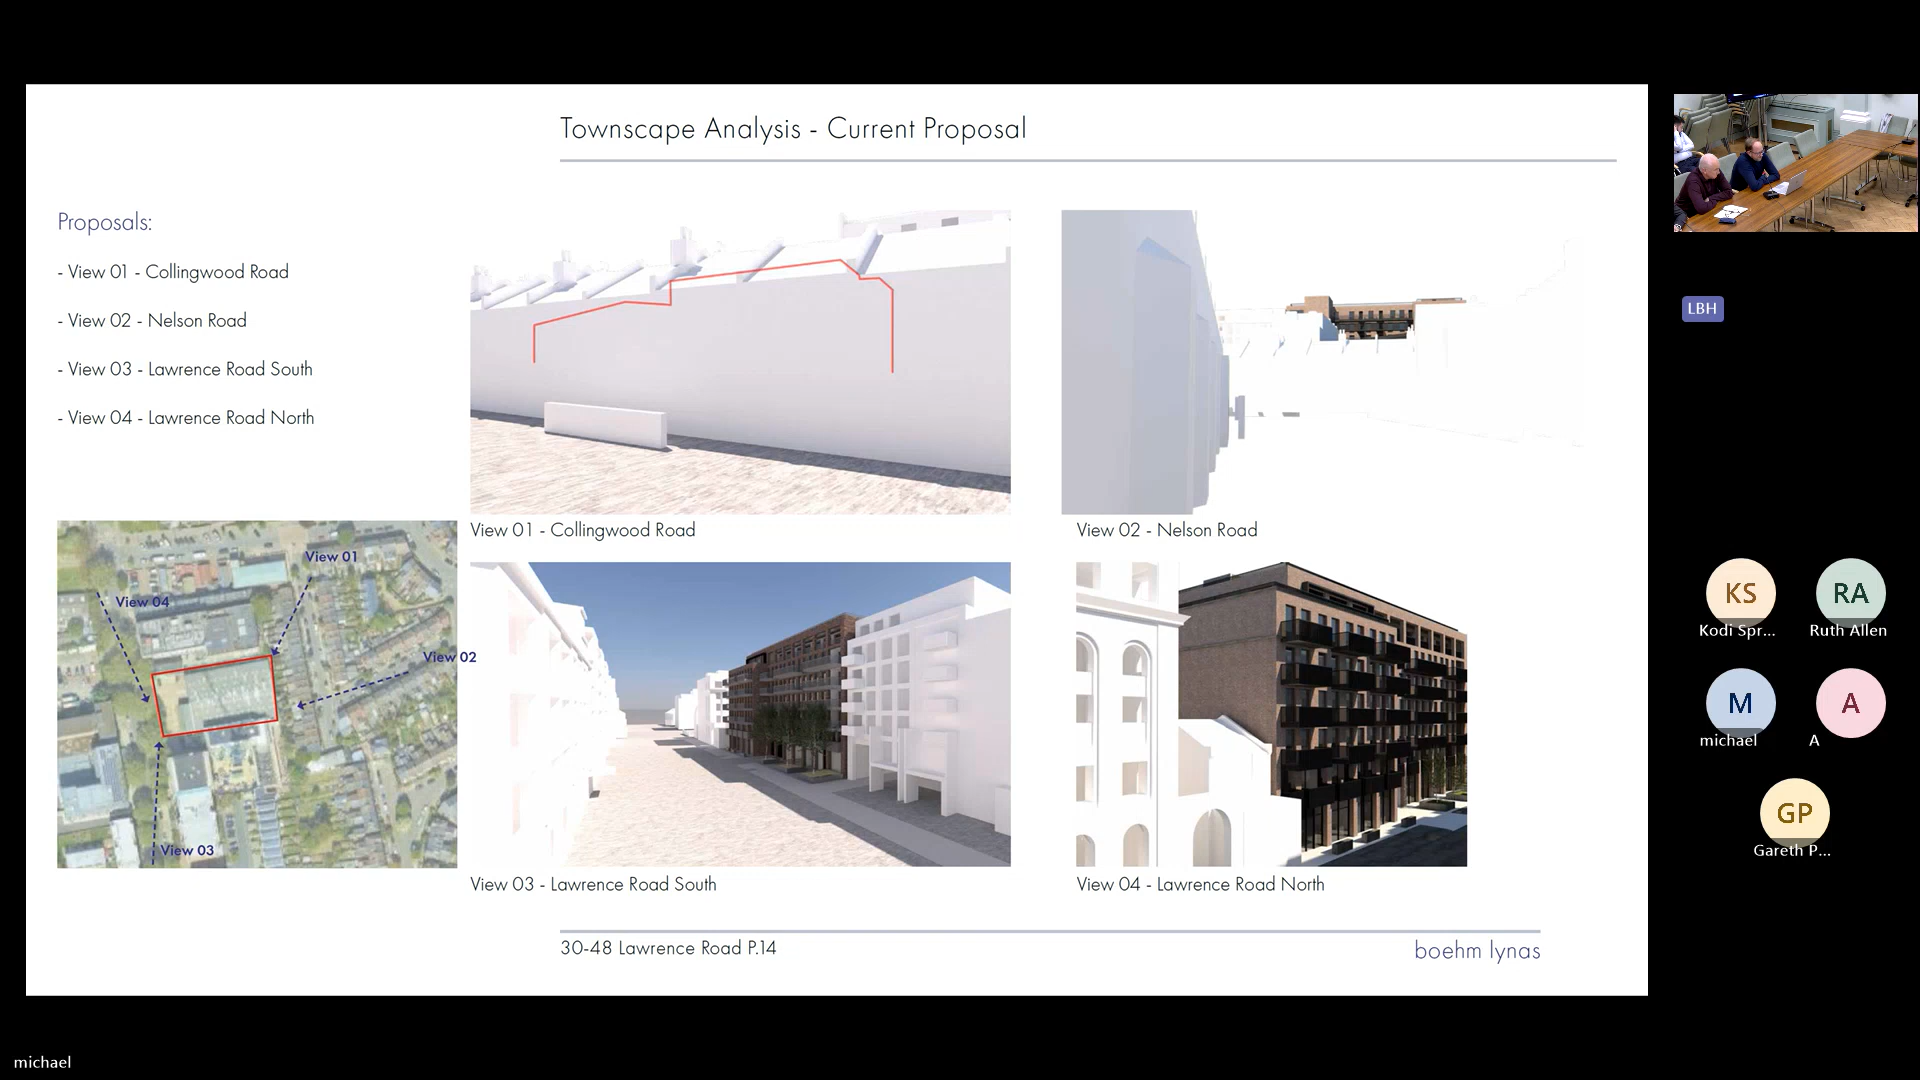 Townscape Analysis - Current Proposal
Proposals:
- View 01 - Collingwood Road
- View 02 - Nelson Road
- View 03 - Lawrence Road South
- View 04 - Lawrence Road North
View 01
View 04
View 02
View 03
View 01 - Collingwood Road
View 02 - Nelson Road
View 03 - Lawrence Road South
View 04 - Lawrence Road North
30-48 Lawrence Road P.14
boehm lynas
LBH
KS
Kodi Spr...
RA
Ruth Allen
M
michael
A
A
GP
Gareth P...
michael